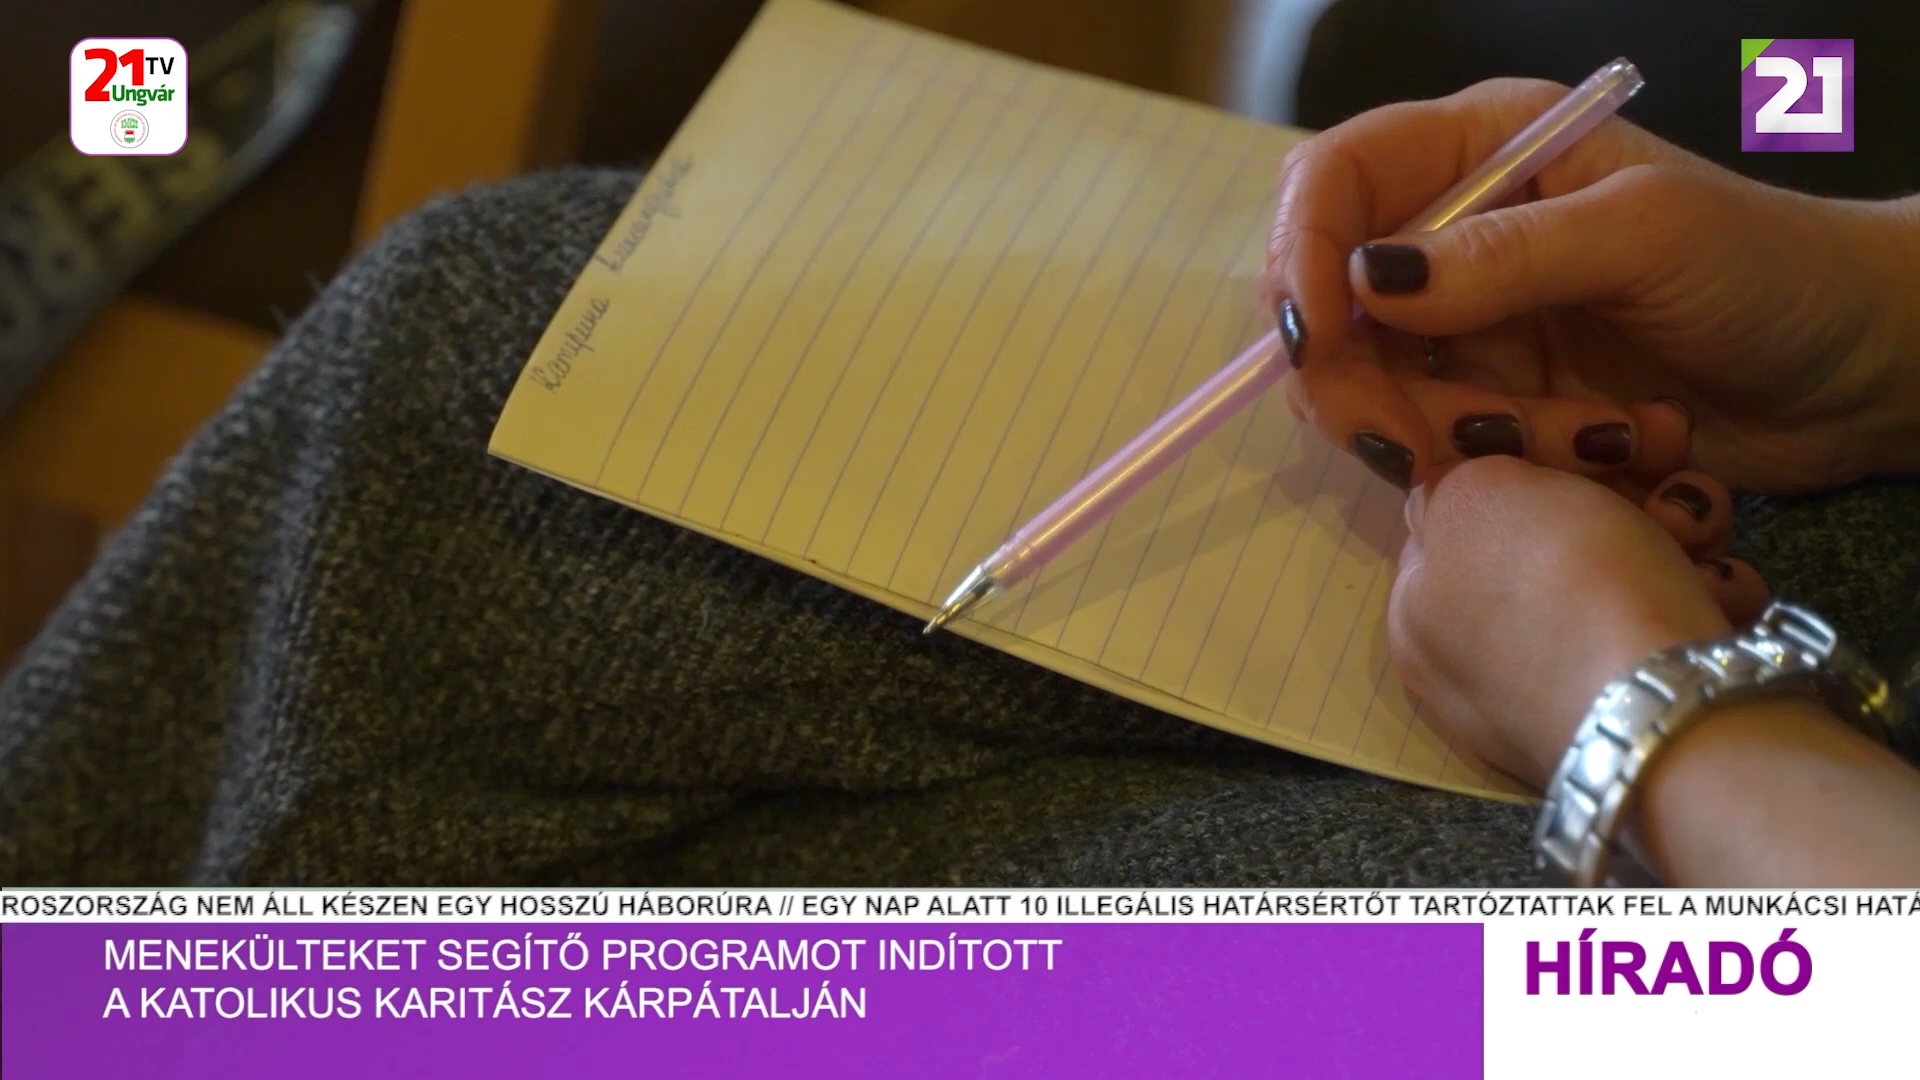 21 TV
Ungvár
21
ROSZORSZÁG NEM ÁLL KÉSZEN EGY HOSSZÚ HÁBORÚRA // EGY NAP ALATT 10 ILLEGÁLIS HATÁRSÉRTŐT TARTÓZTATTAK FEL A MUNKÁCSI HATÁ
MENEKÜLTEKET SEGÍTŐ PROGRAMOT INDÍTOTT
A KATOLIKUS KARITÁSZ KÁRPÁTALJÁN
HÍRADÓ